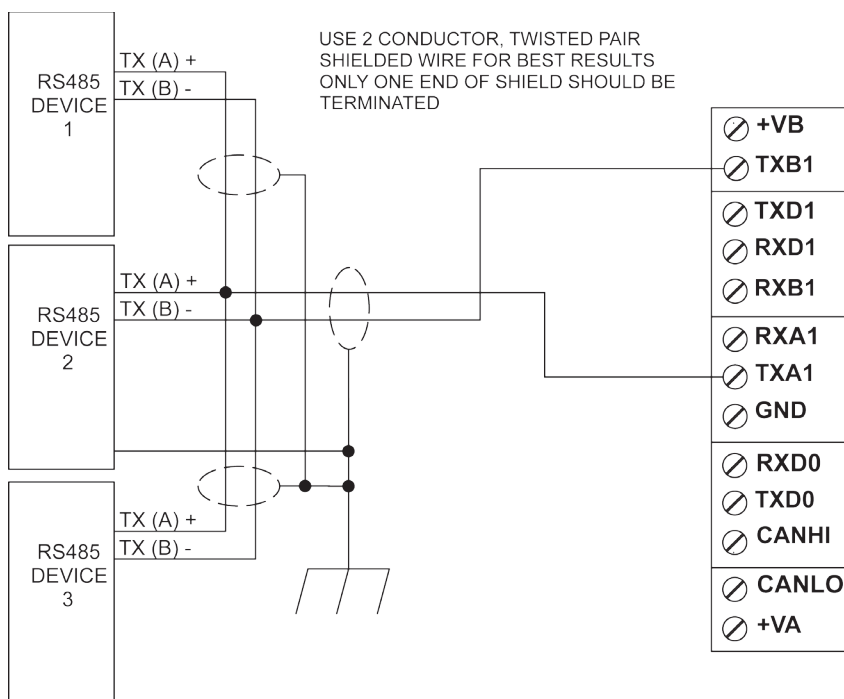 USE 2 CONDUCTOR, TWISTED PAIR
SHIELDED WIRE FOR BEST RESULTS
ONLY ONE END OF SHIELD SHOULD BE
TERMINATED
RS485
DEVICE
1
TX (A) +
TX (B) -
RS485
DEVICE
2
TX (A) +
TX (B) -
RS485
DEVICE
3
TX (A) +
TX (B) -
+VB
TXB1
TXD1
RXD1
RXB1
RXA1
TXA1
GND
RXD0
TXD0
CANHI
CANLO
+VA